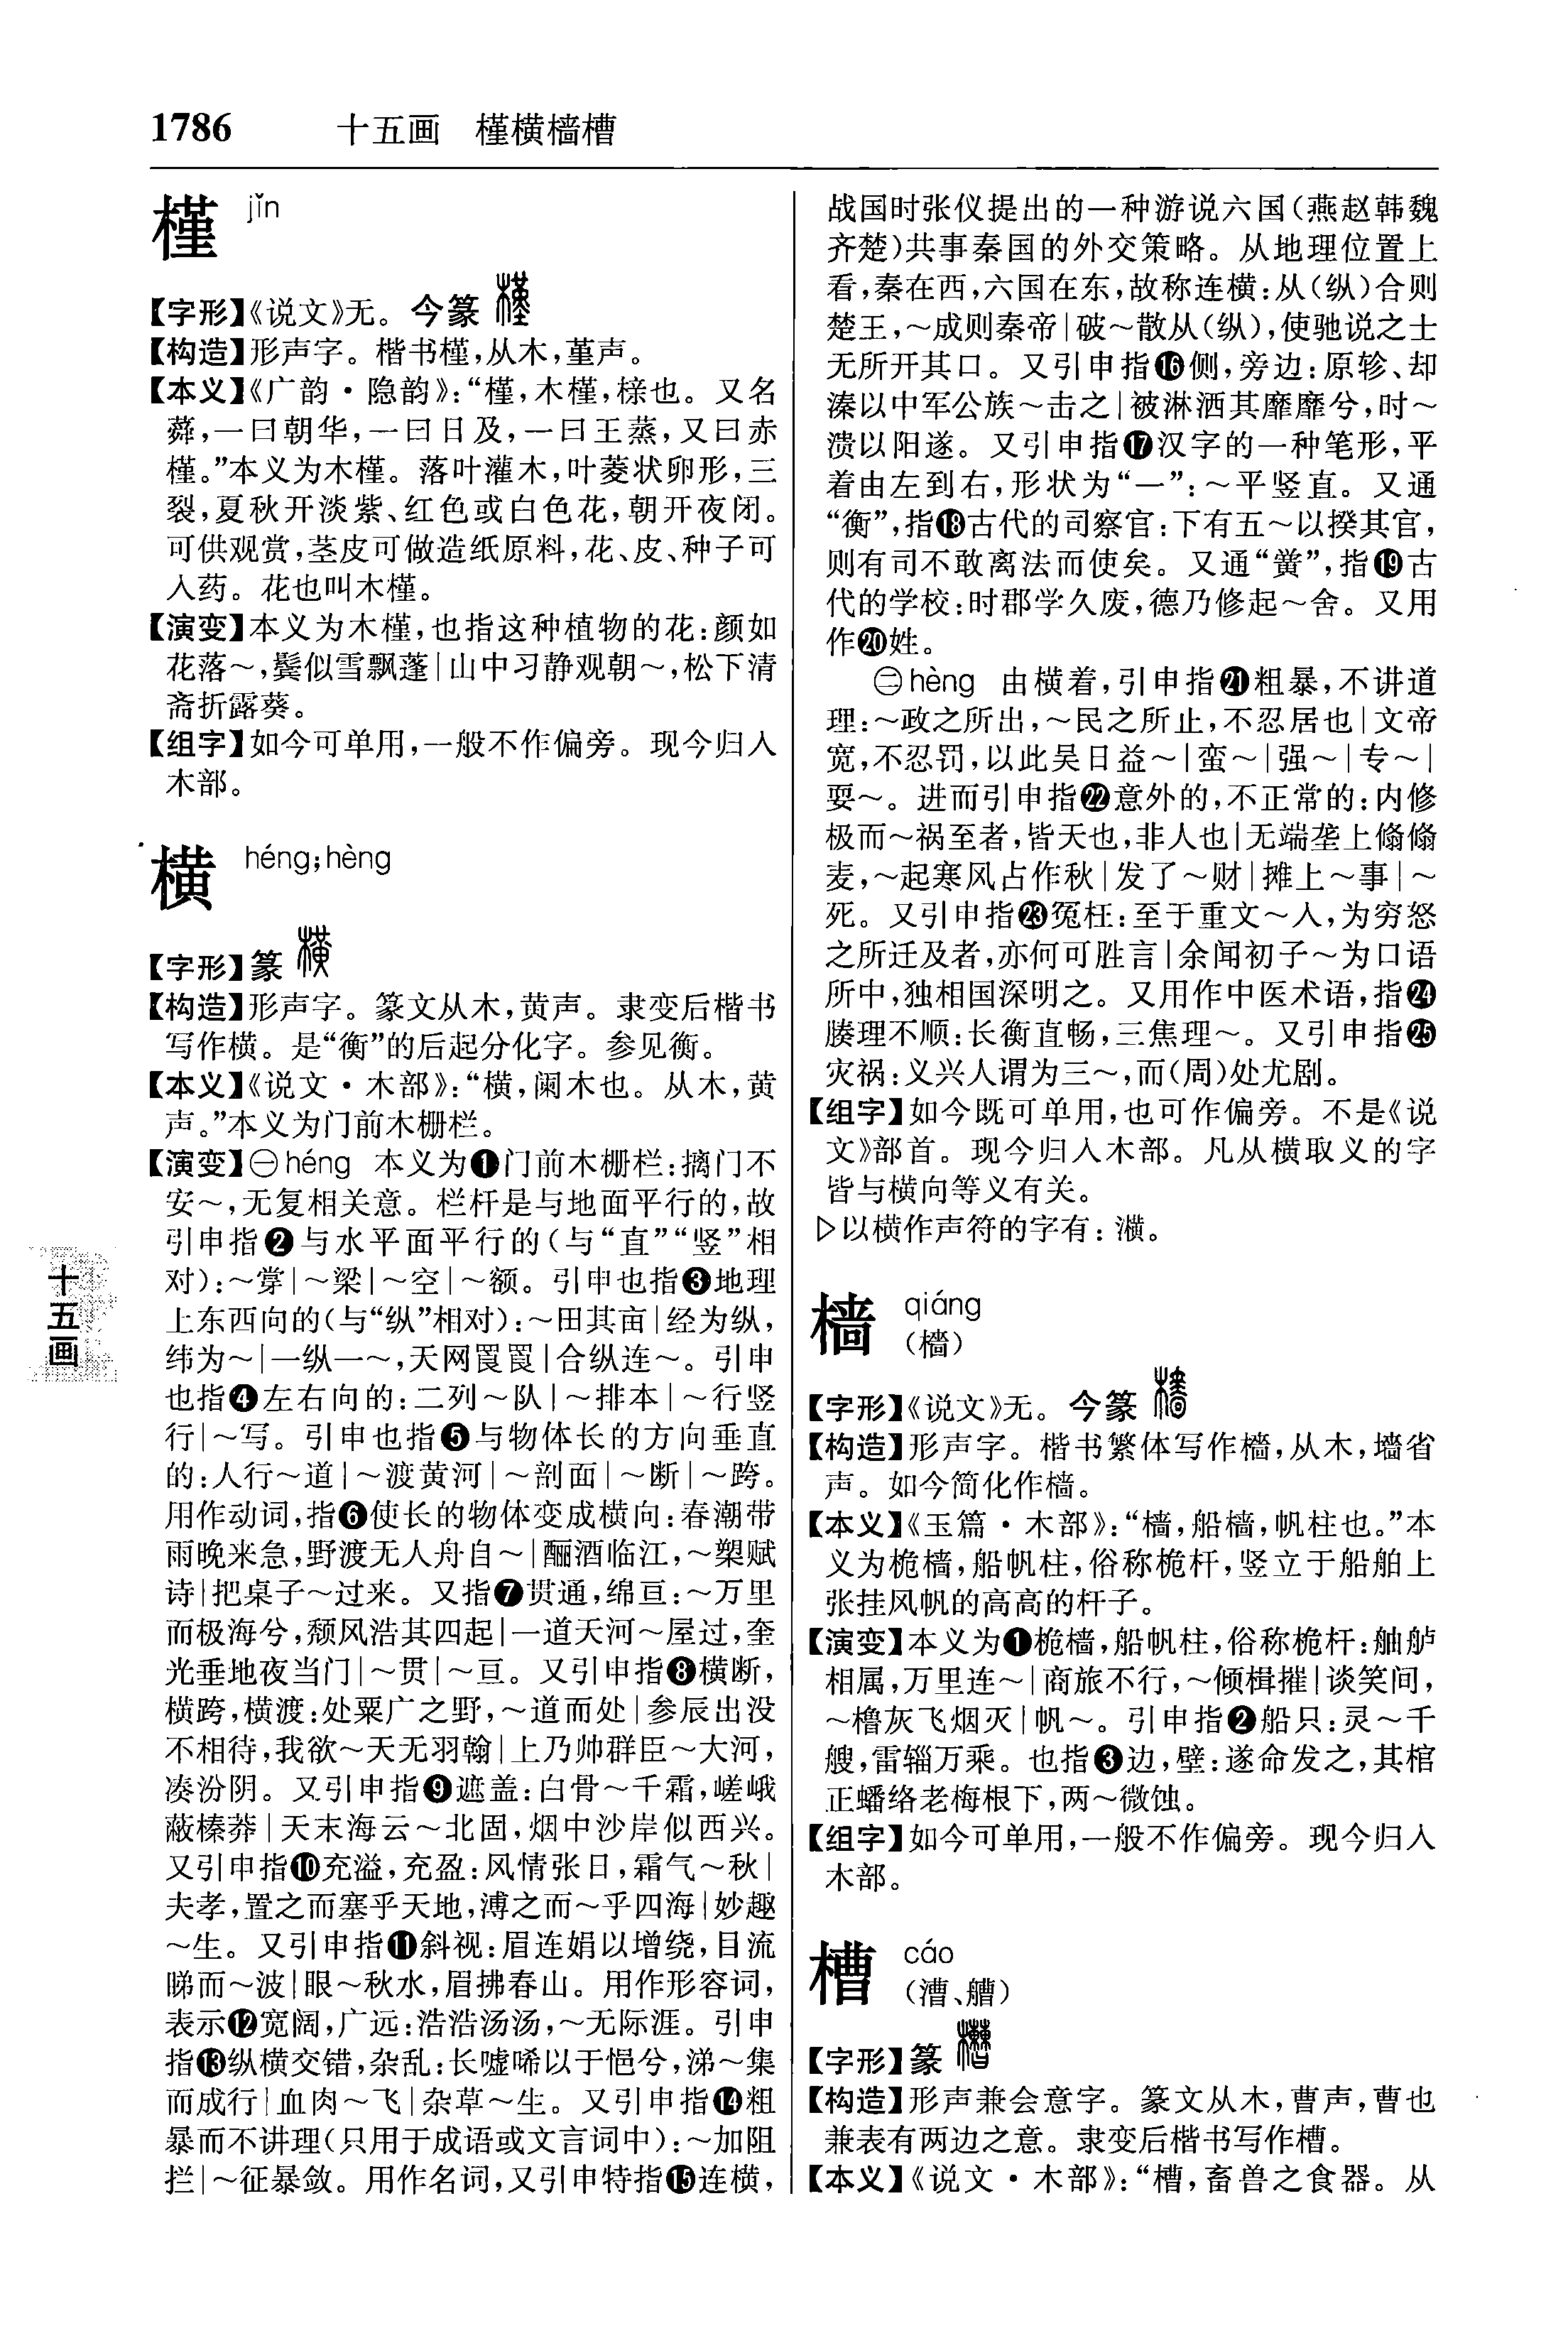 1786 十五画 槿横樯槽
槿 jǐn
【字形】《说文》无。今篆
【构造】形声字。楷书槿,从木,堇声。
【本义】《广韵·隐韵》:“槿,木槿,榇也。又名
蕣,一曰朝华,一曰日及,一曰王蒸,又曰赤
槿。”本义为木槿。落叶灌木,叶菱状卵形,三
裂,夏秋开淡紫、红色或白色花,朝开夜闭。
可供观赏,茎皮可做造纸原料,花、皮、种子可
入药。花也叫木槿。
【演变】本义为木槿,也指这种植物的花:颜如
花落~,鬓似雪飘蓬|山中习静观朝~,松下清
斋折露葵。
【组字】如今可单用,一般不作偏旁。现今归入
木部。
横 héng;hèng
【字形】篆
【构造】形声字。篆文从木,黄声。隶变后楷书
写作横。是“衡”的后起分化字。参见衡。
【本义】《说文·木部》:“横,阑木也。从木,黄
声。”本义为门前木栅栏。
【演变】㊀héng 本义为❶门前木栅栏:摛门不
安~,无复相关意。栏杆是与地面平行的,故
引申指❷与水平面平行的(与“直”“竖”相
对):~撑|~梁|~空|~额。引申也指❸地理
上东西向的(与“纵”相对):~田其亩|经为纵,
纬为~|一纵一~,天网罠罠|合纵连~。引申
也指❹左右向的:二列~队|~排本|~行竖
行|~写。引申也指❺与物体长的方向垂直
的:人行~道|~渡黄河|~剖面|~断|~跨。
用作动词,指❻使长的物体变成横向:春潮带
雨晚来急,野渡无人舟自~|酾酒临江,~槊赋
诗|把桌子~过来。又指❼贯通,绵亘:~万里
而极海兮,颓风浩其四起|一道天河~屋过,奎
光垂地夜当门|~贯|~亘。又引申指❽横断,
横跨,横渡:处粟广之野,~道而处|参辰出没
不相待,我欲~天无羽翰|上乃帅群臣~大河,
凑汾阴。又引申指❾遮盖:白骨~千霜,嵯峨
蔽榛莽|天末海云~北固,烟中沙岸似西兴。
又引申指❿充溢,充盈:风情张日,霜气~秋|
夫孝,置之而塞乎天地,溥之而~乎四海|妙趣
~生。又引申指⓫斜视:眉连娟以增绕,目流
睇而~波|眼~秋水,眉拂春山。用作形容词,
表示⓬宽阔,广远:浩浩汤汤,~无际涯。引申
指⓭纵横交错,杂乱:长嘘唏以于悒兮,涕~集
而成行|血肉~飞|杂草~生。又引申指⓮粗
暴而不讲理(只用于成语或文言词中):~加阻
拦|~征暴敛。用作名词,又引申特指⓯连横,
战国时张仪提出的一种游说六国(燕赵韩魏
齐楚)共事秦国的外交策略。从地理位置上
看,秦在西,六国在东,故称连横:从(纵)合则
楚王,~成则秦帝|破~散从(纵),使驰说之士
无所开其口。又引申指⓰侧,旁边:原轸、却
溱以中军公族~击之|被淋洒其靡靡兮,时~
溃以阳遂。又引申指⓱汉字的一种笔形,平
着由左到右,形状为“一”:~平竖直。又通
“衡”,指⓲古代的司察官:下有五~以揆其官,
则有司不敢离法而使矣。又通“黉”,指⓳古
代的学校:时郡学久废,德乃修起~舍。又用
作⓴姓。
㊁hèng 由横着,引申指㉑粗暴,不讲道
理:~政之所出,~民之所止,不忍居也|文帝
宽,不忍罚,以此吴日益~|蛮~|强~|专~|
耍~。进而引申指㉒意外的,不正常的:内修
极而~祸至者,皆天也,非人也|无端垄上翛翛
麦,~起寒风占作秋|发了~财|摊上~事|~
死。又引申指㉓冤枉:至于重文~入,为穷怒
之所迁及者,亦何可胜言|余闻初子~为口语
所中,独相国深明之。又用作中医术语,指㉔
腠理不顺:长衡直畅,三焦理~。又引申指㉕
灾祸:义兴人谓为三~,而(周)处尤剧。
【组字】如今既可单用,也可作偏旁。不是《说
文》部首。现今归入木部。凡从横取义的字
皆与横向等义有关。
▷以横作声符的字有:㶇。
樯 qiáng
(檣)
【字形】《说文》无。今篆
【构造】形声字。楷书繁体写作檣,从木,墙省
声。如今简化作樯。
【本义】《玉篇·木部》:“樯,船樯,帆柱也。”本
义为桅樯,船帆柱,俗称桅杆,竖立于船舶上
张挂风帆的高高的杆子。
【演变】本义为❶桅樯,船帆柱,俗称桅杆:舳舻
相属,万里连~|商旅不行,~倾楫摧|谈笑间,
~橹灰飞烟灭|帆~。引申指❷船只:灵~千
艘,雷辎万乘。也指❸边,壁:遂命发之,其棺
正蟠络老梅根下,两~微蚀。
【组字】如今可单用,一般不作偏旁。现今归入
木部。
槽 cáo
(漕、艚)
【字形】篆
【构造】形声兼会意字。篆文从木,曹声,曹也
兼表有两边之意。隶变后楷书写作槽。
【本义】《说文·木部》:“槽,畜兽之食器。从
十五画